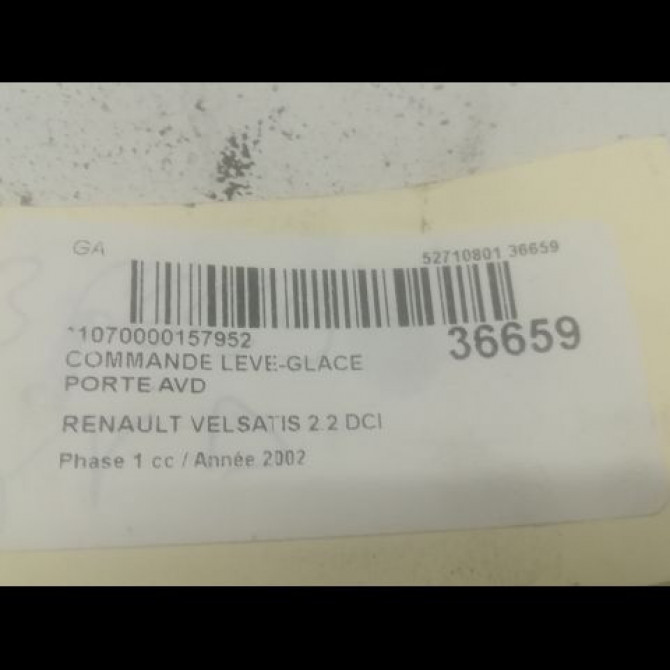 GA 52710801 36659
11070000157952 36659
COMMANDE LEVE-GLACE
PORTE AVD
RENAULT VELSATIS 2.2 DCI
Phase 1 cc / Année 2002